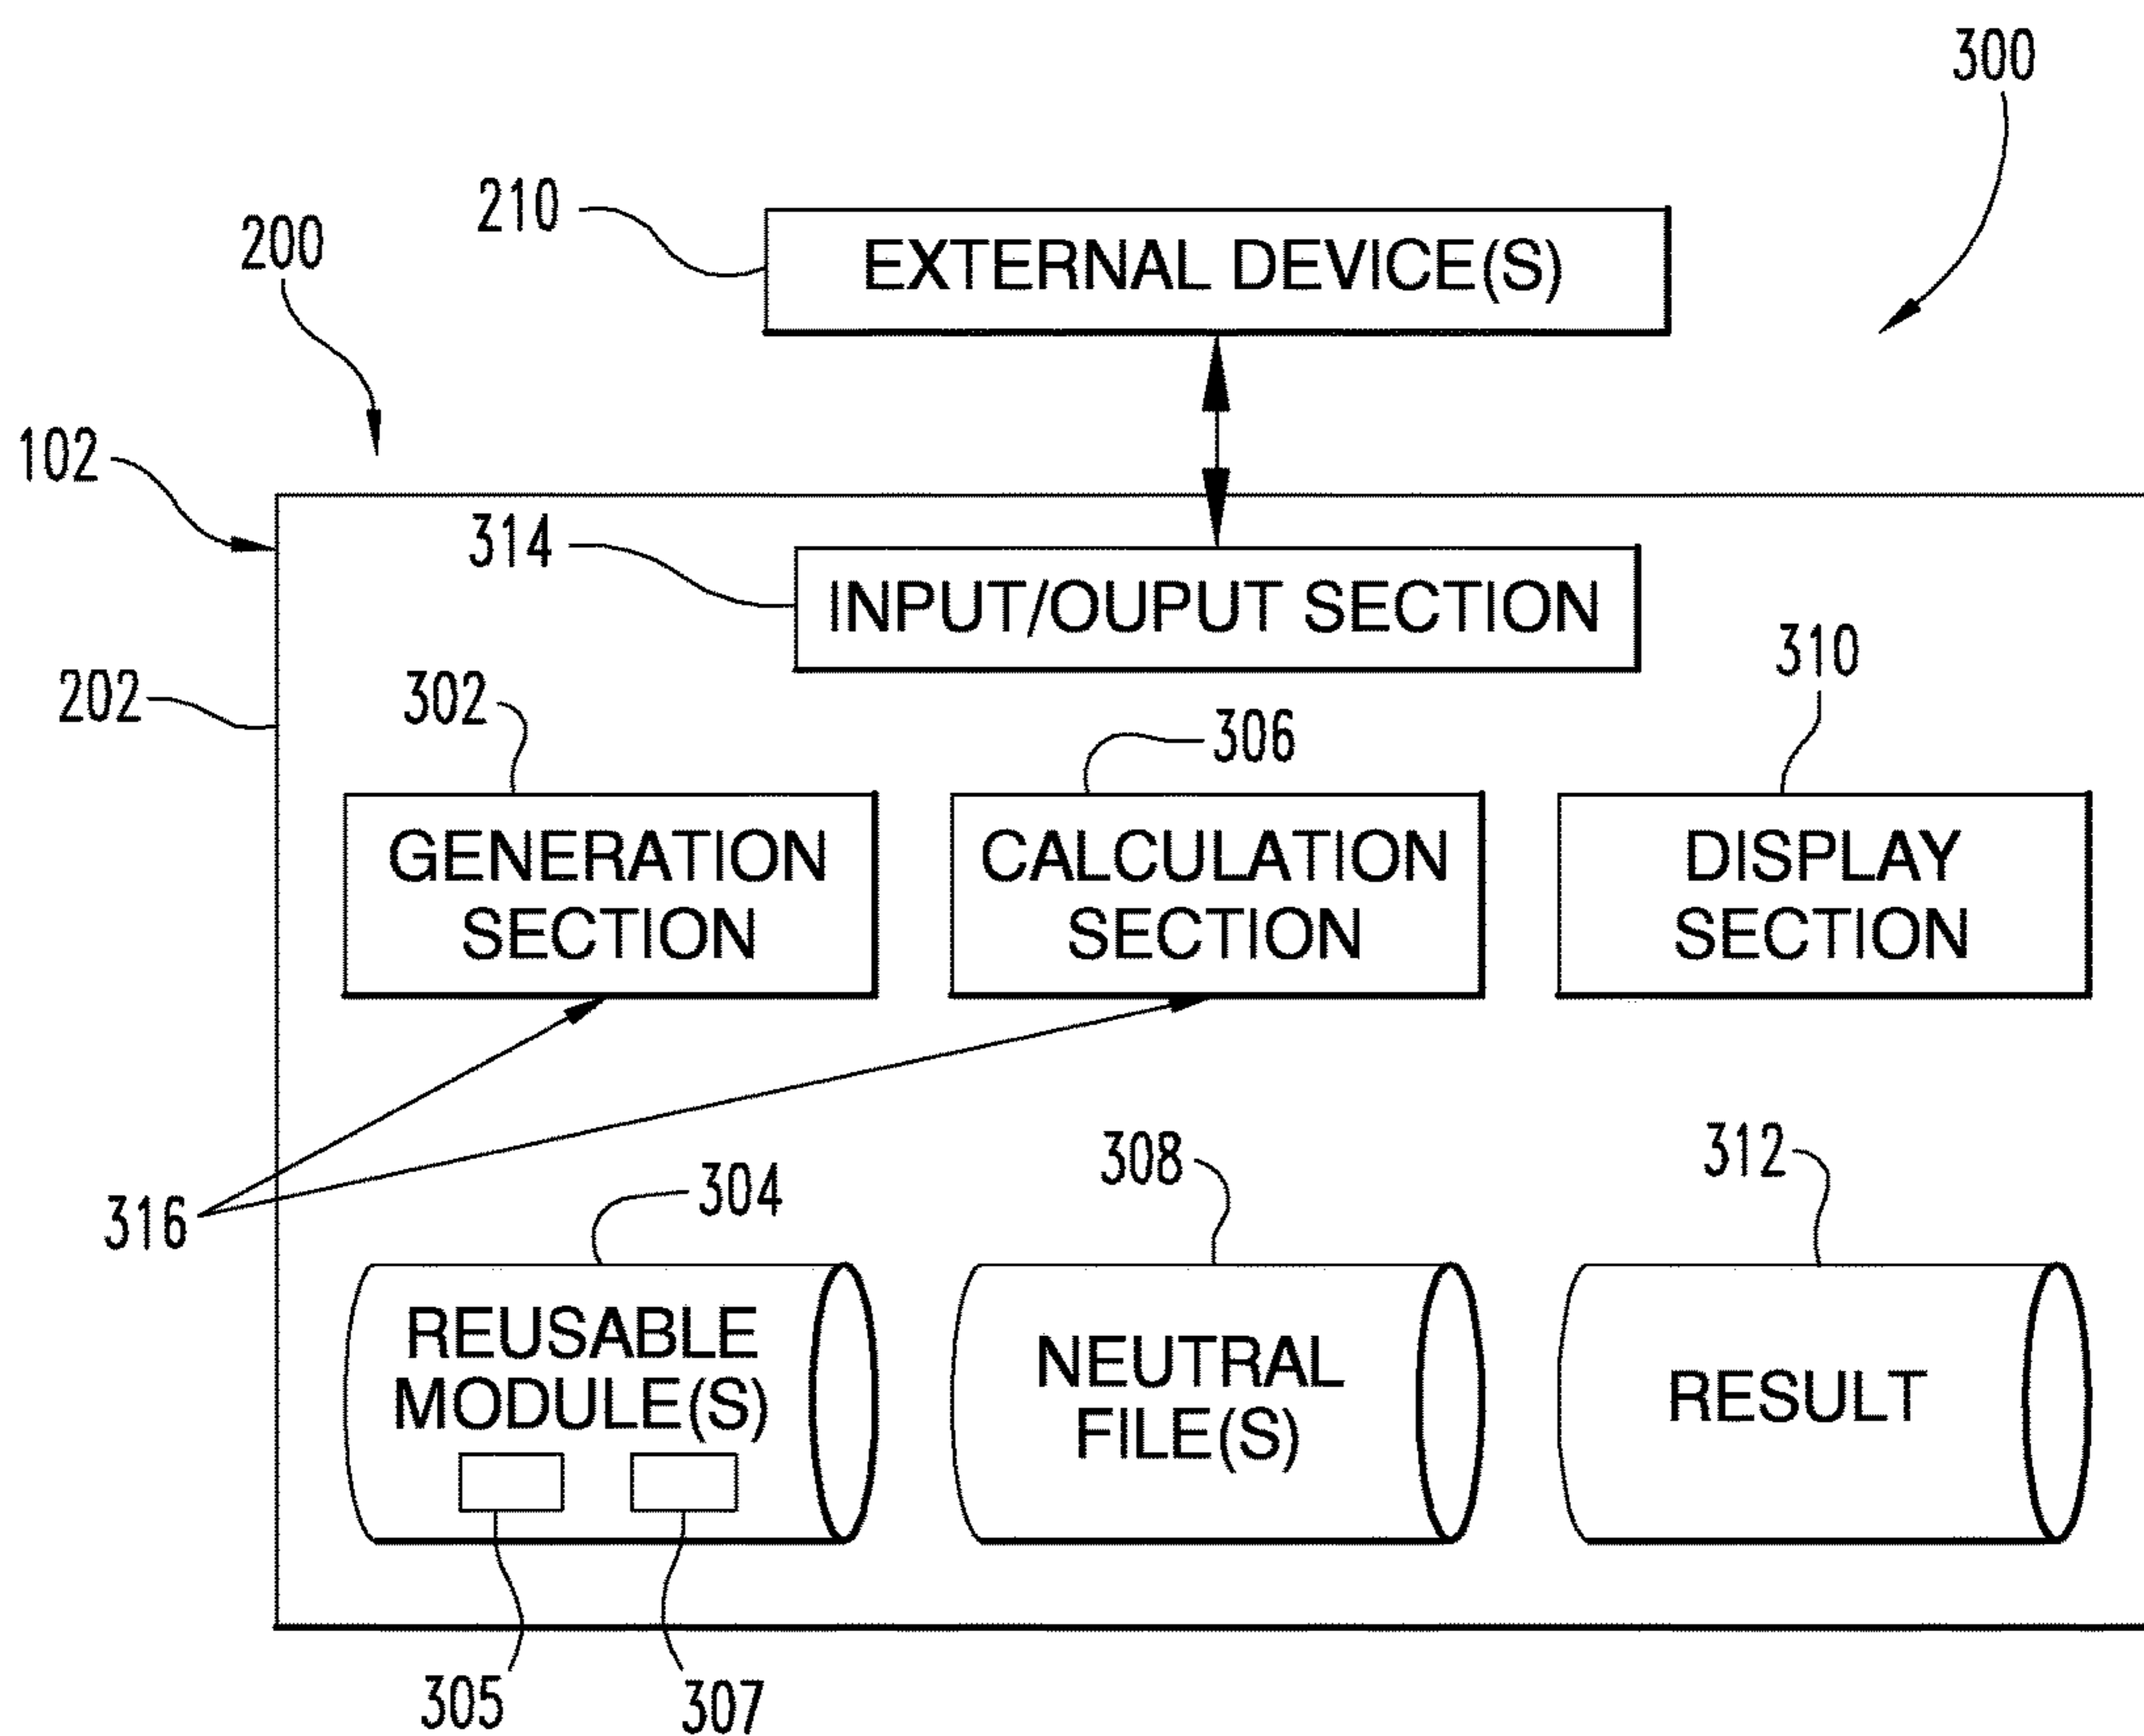 300
210
EXTERNAL DEVICE(S)
200
102
314
INPUT/OUPUT SECTION
202
302
306
310
GENERATION
SECTION
CALCULATION
SECTION
DISPLAY
SECTION
316
304
308
312
REUSABLE
MODULE(S)
NEUTRAL
FILE(S)
RESULT
305
307